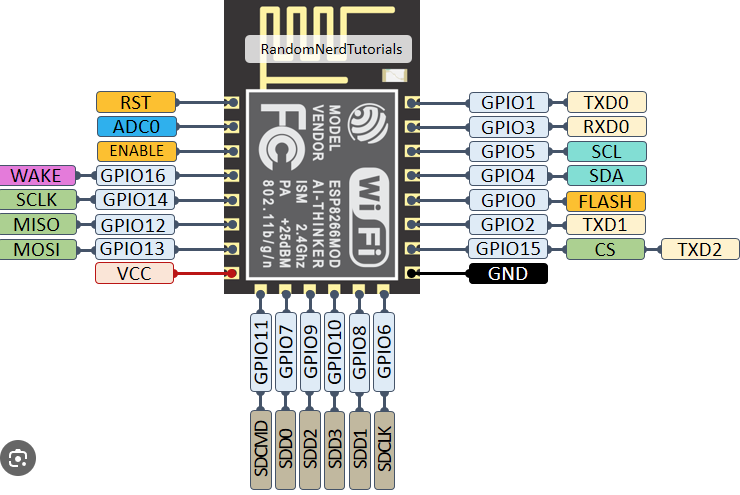 RandomNerdTutorials
RST
ADC0
ENABLE
WAKE GPIO16
SCLK GPIO14
MISO GPIO12
MOSI GPIO13
VCC
MODEL
VENDOR
ESP8266MOD
AI-THINKER
ISM 2.4Ghz
PA +25dBM
802.11b/g/n
FC
WiFi
GPIO1 TXD0
GPIO3 RXD0
GPIO5 SCL
GPIO4 SDA
GPIO0 FLASH
GPIO2 TXD1
GPIO15 CS TXD2
GND
GPIO11 SDCMD
GPIO7 SDD0
GPIO9 SDD2
GPIO10 SDD3
GPIO8 SDD1
GPIO6 SDCLK